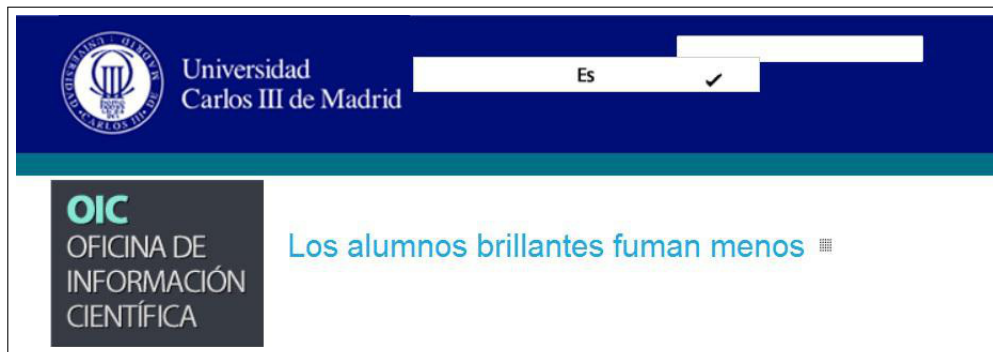 Universidad
Carlos III de Madrid
Es
OIC
OFICINA DE
INFORMACIÓN
CIENTÍFICA
Los alumnos brillantes fuman menos